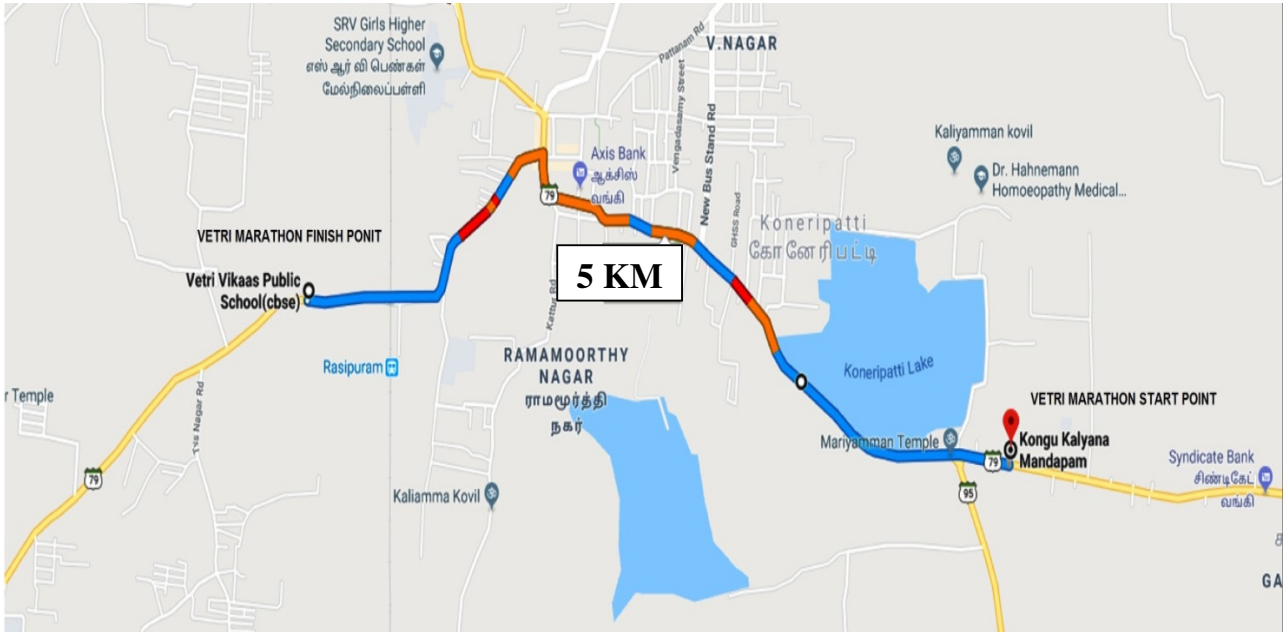 SRV Girls Higher
Secondary School
எஸ் ஆர் வி பெண்கள்
மேல்நிலைப்பள்ளி
Pattanam Rd
V.NAGAR
Vengadasamy Street
New Bus Stand Rd
GHSS Road
Axis Bank
ஆக்சிஸ்
வங்கி
79
Kaliyamman kovil
Dr. Hahnemann
Homoeopathy Medical...
Koneripatti
கோனேரிபட்டி
VETRI MARATHON FINISH PONIT
Vetri Vikaas Public
School(cbse)
5 KM
Kattur Rd
Rasipuram
RAMAMOORTHY
NAGAR
ராமமூர்த்தி
நகர்
Koneripatti Lake
r Temple
Tvs Nagar Rd
VETRI MARATHON START POINT
Mariyamman Temple
Kongu Kalyana
Mandapam
79
95
79
Kaliamma Kovil
Syndicate Bank
சிண்டிகேட்
வங்கி
GA